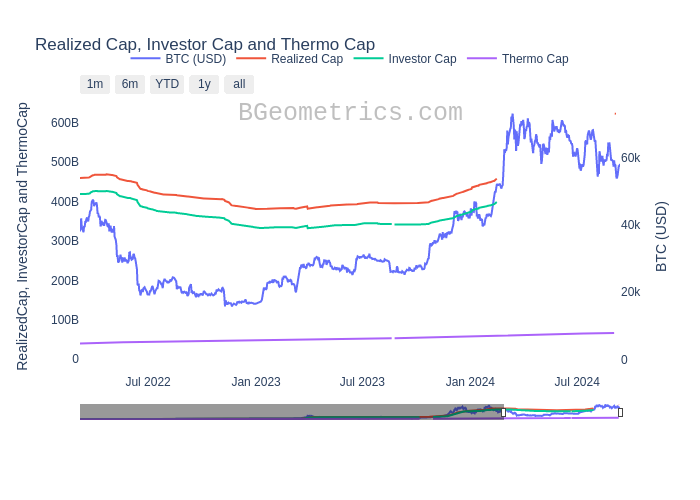 Realized Cap, Investor Cap and Thermo Cap
BTC (USD) Realized Cap Investor Cap Thermo Cap
1m 6m YTD 1y all
BGeometrics.com
RealizedCap, InvestorCap and ThermoCap
600B
500B
400B
300B
200B
100B
0
60k
40k
20k
0
BTC (USD)
Jul 2022 Jan 2023 Jul 2023 Jan 2024 Jul 2024